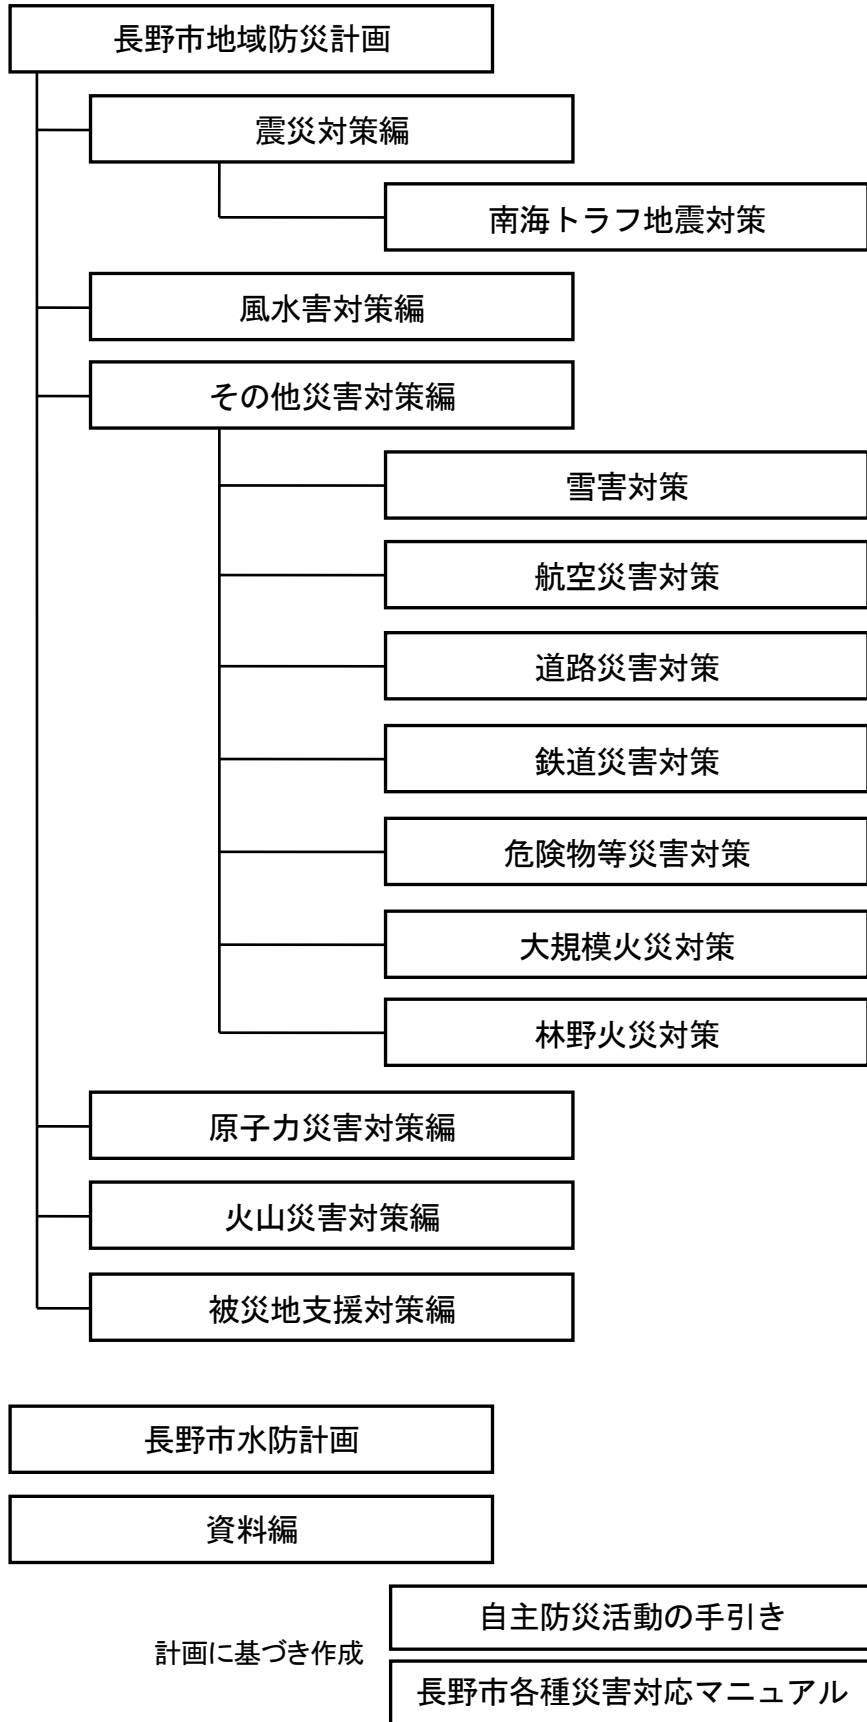 長野市地域防災計画
震災対策編
南海トラフ地震対策
風水害対策編
その他災害対策編
雪害対策
航空災害対策
道路災害対策
鉄道災害対策
危険物等災害対策
大規模火災対策
林野火災対策
原子力災害対策編
火山災害対策編
被災地支援対策編
長野市水防計画
資料編
自主防災活動の手引き
計画に基づき作成
長野市各種災害対応マニュアル